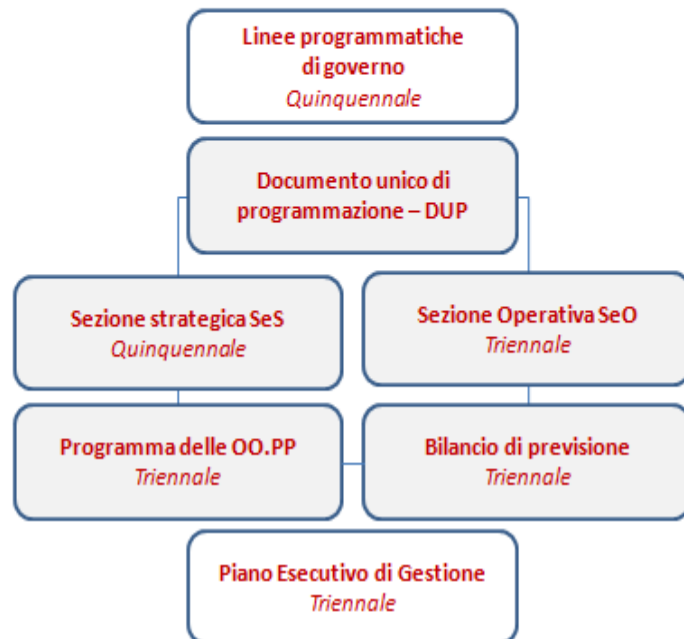 Linee programmatiche
di governo
Quinquennale
Documento unico di
programmazione – DUP
Sezione strategica SeS
Quinquennale
Sezione Operativa SeO
Triennale
Programma delle OO.PP
Triennale
Bilancio di previsione
Triennale
Piano Esecutivo di Gestione
Triennale